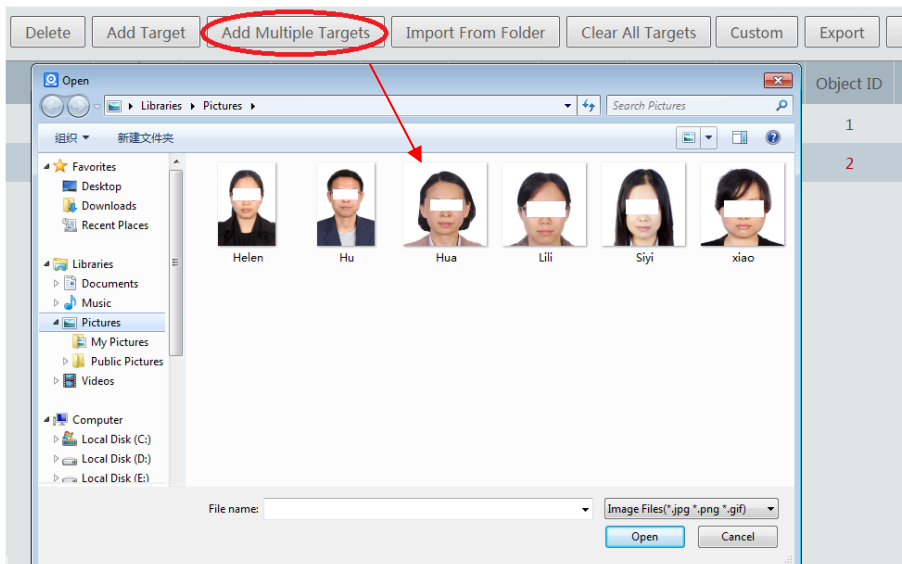 Delete Add Target Add Multiple Targets Import From Folder Clear All Targets Custom Export
Open
Object ID
Libraries Pictures
Search Pictures
1
组织 新建文件夹
2
Favorites
Desktop
Downloads
Recent Places
Helen Hu Hua Lili Siyi xiao
Libraries
Documents
Music
Pictures
My Pictures
Public Pictures
Videos
Computer
Local Disk (C:)
Local Disk (D:)
Local Disk (E:)
File name: Image Files(*.jpg *.png *.gif)
Open Cancel